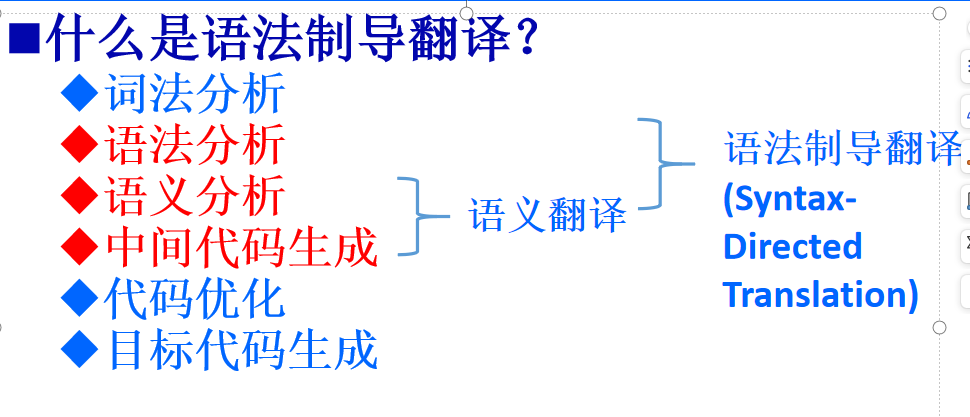 ■什么是语法制导翻译?
◆词法分析
◆语法分析
◆语义分析
◆中间代码生成
◆代码优化
◆目标代码生成
语义翻译
语法制导翻译
(Syntax-
Directed
Translation)